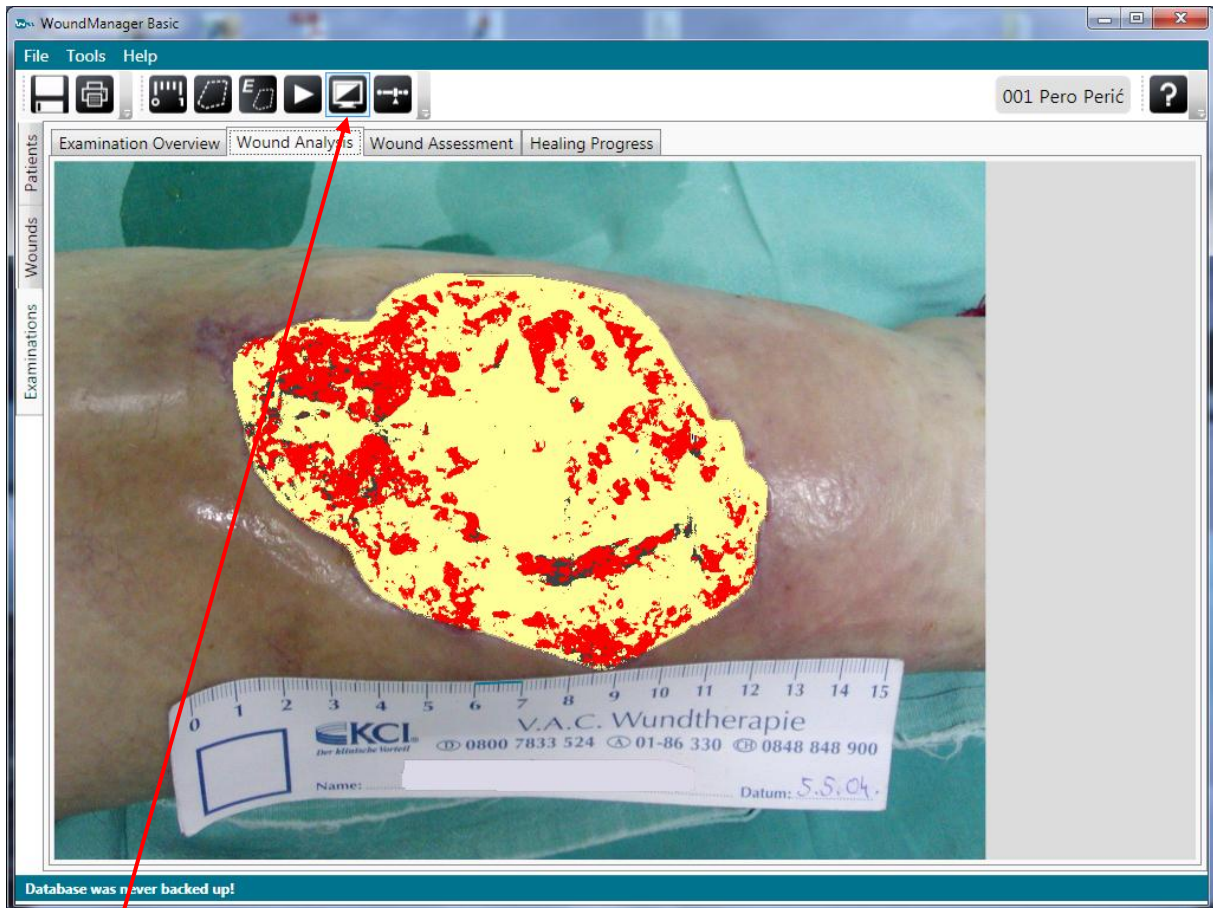 WoundManager Basic
File Tools Help
E
001 Pero Perić
?
Examination Overview Wound Analysis Wound Assessment Healing Progress
Patients
Wounds
Examinations
0 1 2 3 4 5 6 7 8 9 10 11 12 13 14 15
KCI
Der klinische Vorteil
V.A.C. Wundtherapie
D 0800 7833 524 A 01-86 330 CH 0848 848 900
Name:
Datum: 5.5.04.
Database was never backed up!